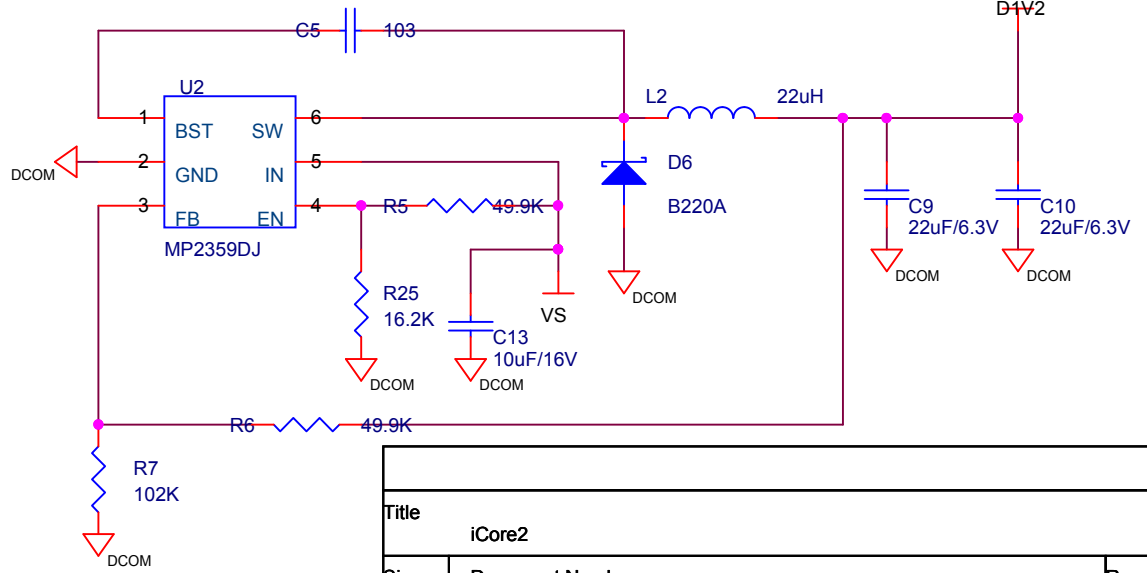 D1V2
C5 103
U2
L2 22uH
1 BST SW 6
D6
DCOM 2 GND IN 5
B220A
3 FB EN 4 R5 49.9K
C9 22uF/6.3V
C10 22uF/6.3V
MP2359DJ
DCOM
DCOM
R25
16.2K
DCOM
VS
C13
10uF/16V
DCOM
DCOM
R6 49.9K
R7
102K
Title
iCore2
DCOM